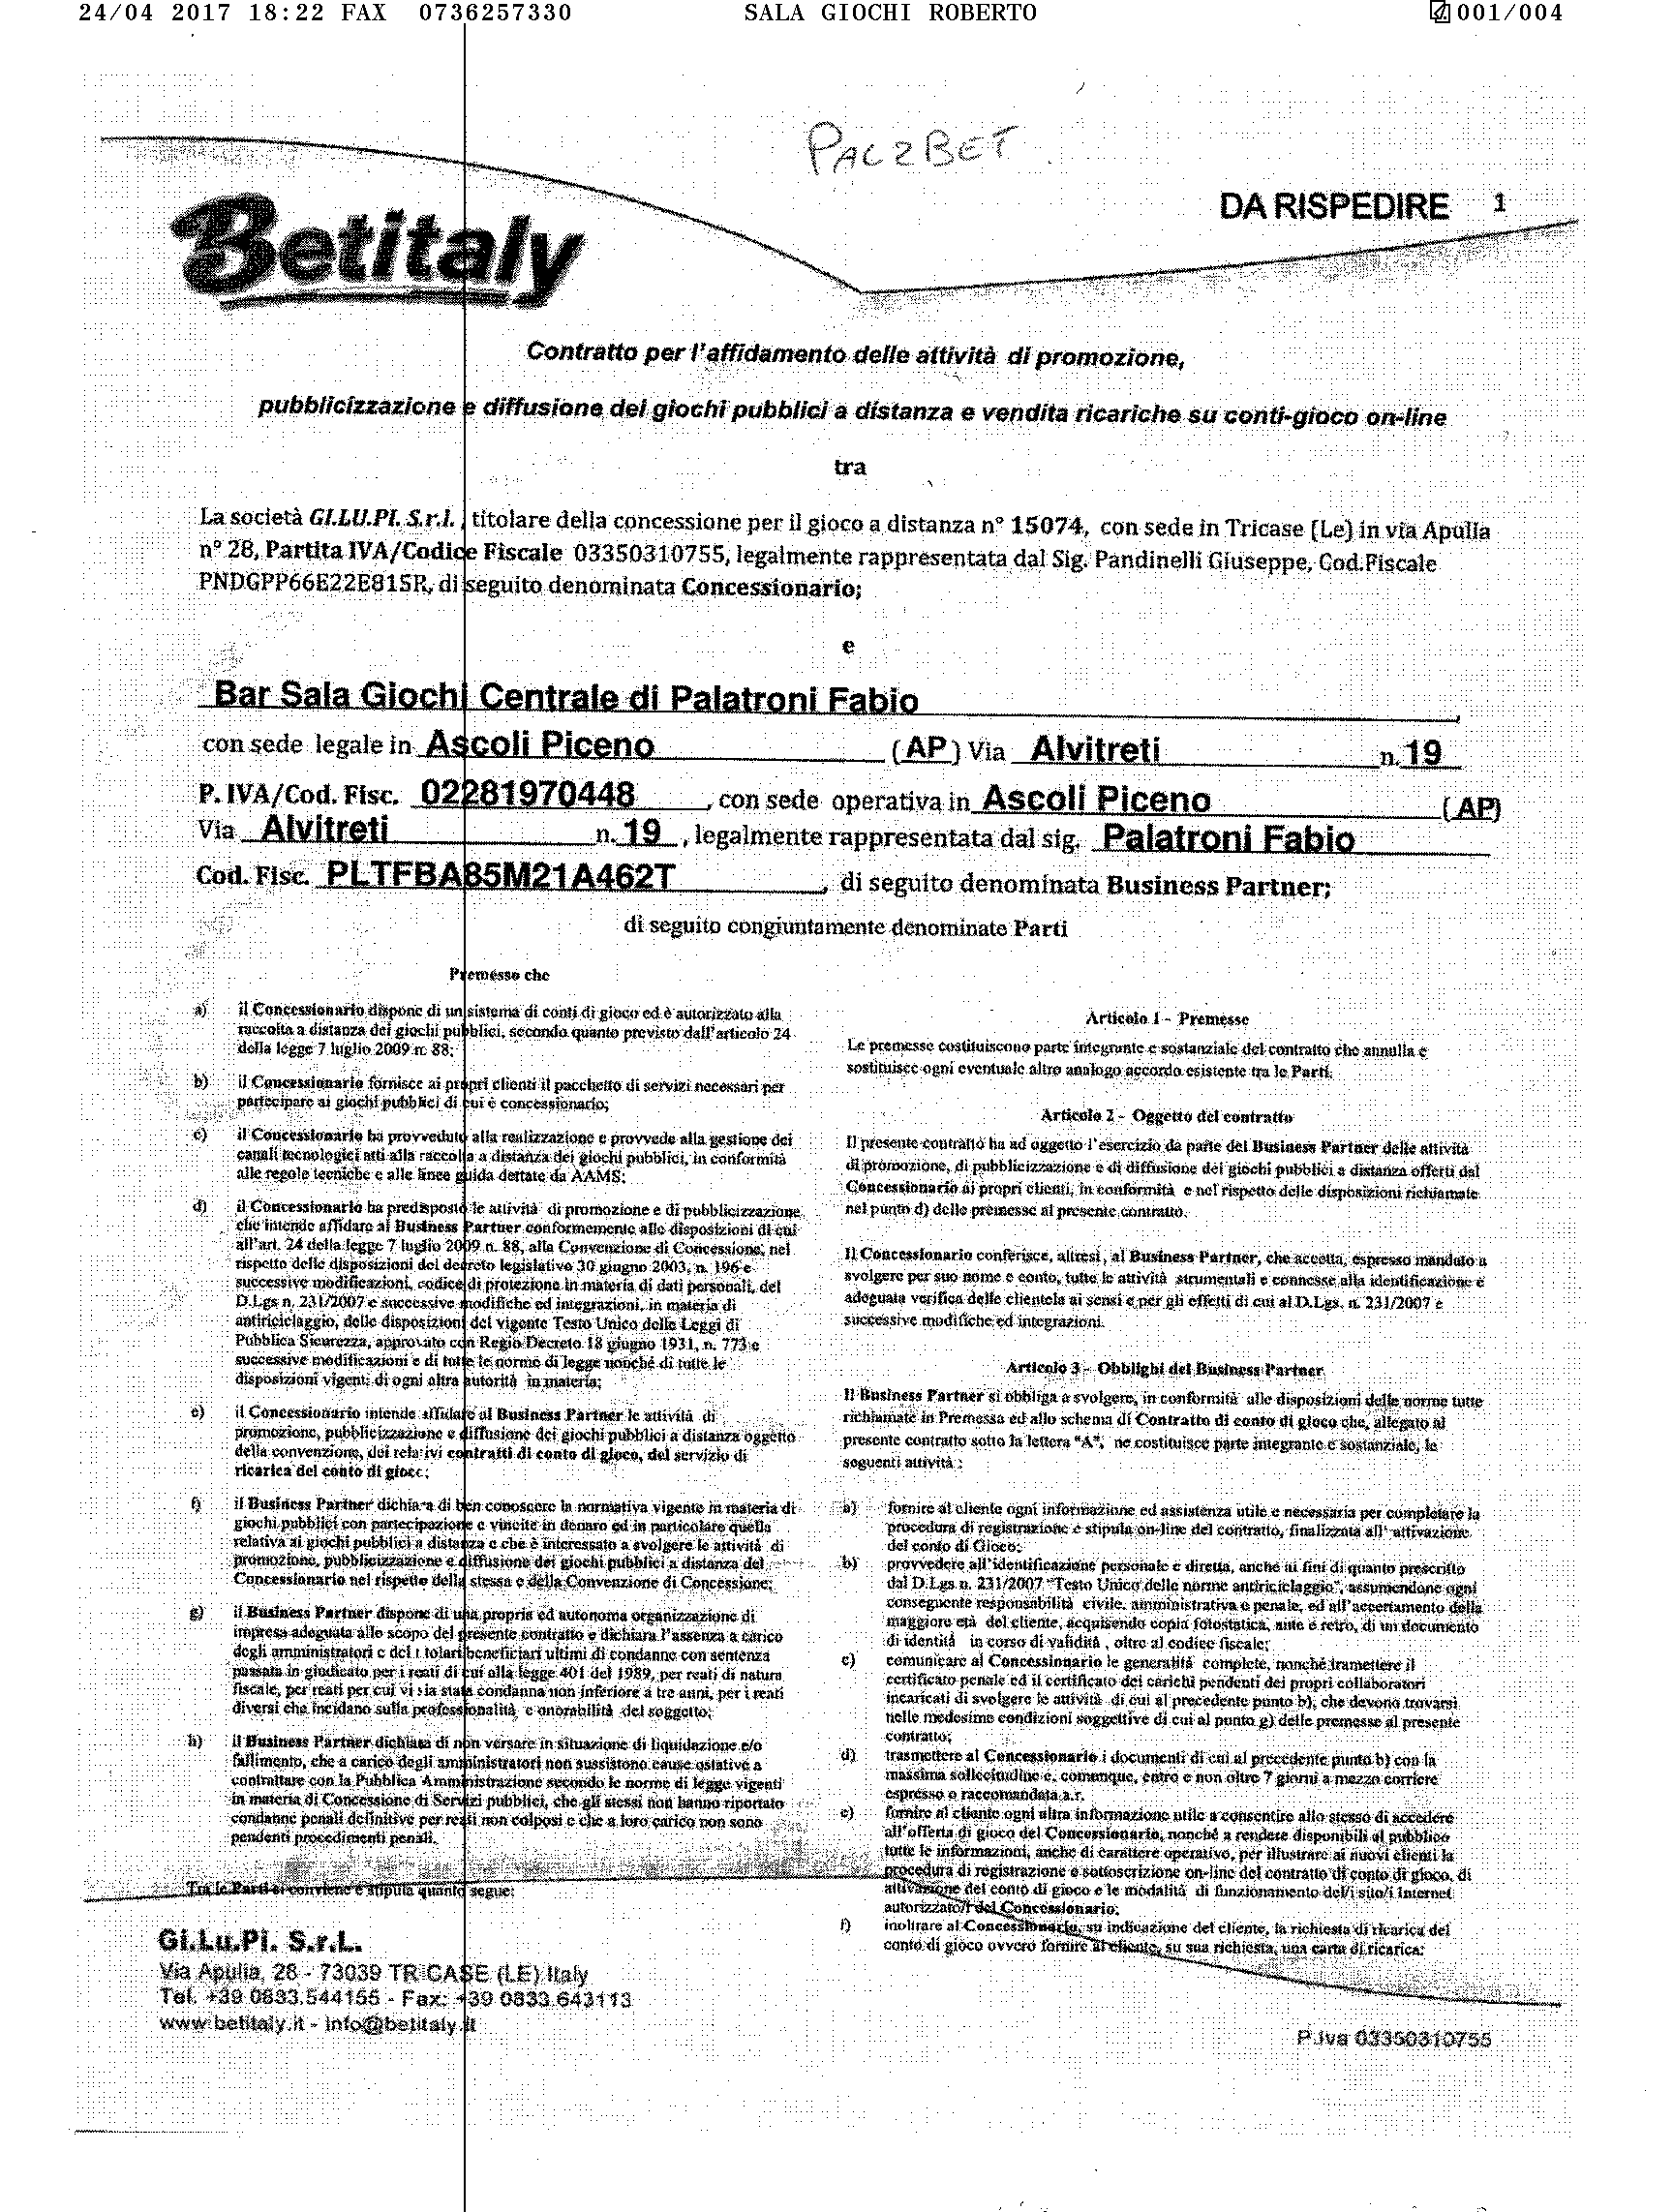 24/04 2017 18:22 FAX 0736257330 SALA GIOCHI ROBERTO 001/004
PAL2BET
DA RISPEDIRE 1
Betitaly
Contratto per l'affidamento delle attività di promozione,
pubblicizzazione e diffusione dei giochi pubblici a distanza e vendita ricariche su conti-gioco on-line
tra
La società GI.LU.PI. S.r.l. , titolare della concessione per il gioco a distanza n° 15074, con sede in Tricase (Le) in via Apulia
n° 28, Partita IVA/Codice Fiscale 03350310755, legalmente rappresentata dal Sig. Pandinelli Giuseppe, Cod.Fiscale
PNDGPP66E22E815R, di seguito denominata Concessionario;
e
Bar Sala Giochi Centrale di Palatroni Fabio
con sede legale in Ascoli Piceno (AP) Via Alvitreti n.19
P. IVA/Cod. Fisc. 02281970448, con sede operativa in Ascoli Piceno (AP)
Via Alvitreti n. 19, legalmente rappresentata dal sig. Palatroni Fabio
Cod. Fisc. PLTFBA85M21A462T, di seguito denominata Business Partner;
di seguito congiuntamente denominate Parti
Premesso che
a) il Concessionario dispone di un sistema di conti di gioco ed è autorizzato alla
raccolta a distanza dei giochi pubblici, secondo quanto previsto dall'articolo 24
della legge 7 luglio 2009 n. 88;
b) il Concessionario fornisce ai propri clienti il pacchetto di servizi necessari per
partecipare ai giochi pubblici di cui è concessionario;
c) il Concessionario ha provveduto alla realizzazione e provvede alla gestione dei
canali tecnologici atti alla raccolta a distanza dei giochi pubblici, in conformità
alle regole tecniche e alle linee guida dettate da AAMS;
d) il Concessionario ha predisposto le attività di promozione e di pubblicizzazione
che intende affidare al Business Partner conformemente alle disposizioni di cui
all'art. 24 della legge 7 luglio 2009 n. 88, alla Convenzione di Concessione, nel
rispetto delle disposizioni del decreto legislativo 30 giugno 2003, n. 196 e
successive modificazioni, codice di protezione in materia di dati personali, del
D.Lgs n. 231/2007 e successive modifiche ed integrazioni, in materia di
antiriciclaggio, delle disposizioni del vigente Testo Unico delle Leggi di
Pubblica Sicurezza, approvato con Regio Decreto 18 giugno 1931, n. 773 e
successive modificazioni e di tutte le norme di legge nonché di tutte le
disposizioni vigenti di ogni altra autorità in materia;
e) il Concessionario intende affidare al Business Partner le attività di
promozione, pubblicizzazione e diffusione dei giochi pubblici a distanza oggetto
della convenzione, dei relativi contratti di conto di gioco, del servizio di
ricarica del conto di gioco;
f) il Business Partner dichiara di ben conoscere la normativa vigente in materia di
giochi pubblici con partecipazione e vincite in denaro ed in particolare quella
relativa ai giochi pubblici a distanza e che è interessato a svolgere le attività di
promozione, pubblicizzazione e diffusione dei giochi pubblici a distanza del
Concessionario nel rispetto della stessa e della Convenzione di Concessione;
g) il Business Partner dispone di una propria ed autonoma organizzazione di
impresa adeguata allo scopo del presente contratto e dichiara l'assenza a carico
degli amministratori e dei titolari beneficiari ultimi di condanne con sentenza
passata in giudicato per i reati di cui alla legge 401 del 1989, per reati di natura
fiscale, per reati per cui vi sia stata condanna non inferiore a tre anni, per i reati
diversi che incidano sulla professionalità e onorabilità del soggetto;
h) il Business Partner dichiara di non versare in situazione di liquidazione e/o
fallimento, che a carico degli amministratori non sussistono cause ostative a
contrattare con la Pubblica Amministrazione secondo le norme di legge vigenti
in materia di Concessione di Servizi pubblici, che gli stessi non hanno riportato
condanne penali definitive per reati non colposi e che a loro carico non sono
pendenti procedimenti penali.
Tra le Parti si conviene e stipula quanto segue:
Articolo 1 - Premesse
Le premesse costituiscono parte integrante e sostanziale del contratto che annulla e
sostituisce ogni eventuale altro analogo accordo esistente tra le Parti.
Articolo 2 - Oggetto del contratto
Il presente contratto ha ad oggetto l'esercizio da parte del Business Partner delle attività
di promozione, di pubblicizzazione e di diffusione dei giochi pubblici a distanza offerti dal
Concessionario ai propri clienti, in conformità e nel rispetto delle disposizioni richiamate
nel punto d) delle premesse al presente contratto.
Il Concessionario conferisce, altresì, al Business Partner, che accetta, espresso mandato a
svolgere per suo nome e conto, tutte le attività strumentali e connesse alla identificazione e
adeguata verifica delle clientela ai sensi e per gli effetti di cui al D.Lgs. n. 231/2007 e
successive modifiche ed integrazioni.
Articolo 3 - Obblighi del Business Partner
Il Business Partner si obbliga a svolgere, in conformità alle disposizioni delle norme tutte
richiamate in Premessa ed allo schema di Contratto di conto di gioco che, allegato al
presente contratto sotto la lettera "A", ne costituisce parte integrante e sostanziale, le
seguenti attività :
a) fornire al cliente ogni informazione ed assistenza utile e necessaria per completare la
procedura di registrazione e stipula on-line del contratto, finalizzata all' attivazione
del conto di Gioco;
b) provvedere all'identificazione personale e diretta, anche ai fini di quanto prescritto
dal D.Lgs n. 231/2007 "Testo Unico delle norme antiriciclaggio", assumendone ogni
conseguente responsabilità civile, amministrativa e penale, ed all'accertamento della
maggiore età del cliente, acquisendo copia fotostatica, ante e retro, di un documento
di identità in corso di validità , oltre al codice fiscale;
c) comunicare al Concessionario le generalità complete, nonché tramettere il
certificato penale ed il certificato dei carichi pendenti dei propri collaboratori
incaricati di svolgere le attività di cui al precedente punto b), che devono trovarsi
nelle medesime condizioni soggettive di cui al punto g) delle premesse al presente
contratto;
d) trasmettere al Concessionario i documenti di cui al precedente punto b) con la
massima sollecitudine e, comunque, entro e non oltre 7 giorni a mezzo corriere
espresso o raccomandata a.r.
e) fornire al cliente ogni altra informazione utile a consentire allo stesso di accedere
all'offerta di gioco del Concessionario, nonché a rendere disponibili al pubblico
tutte le informazioni, anche di carattere operativo, per illustrare ai nuovi clienti la
procedura di registrazione e sottoscrizione on-line del contratto di conto di gioco, di
attivazione del conto di gioco e le modalità di funzionamento del/i sito/i Internet
autorizzato/i del Concessionario;
f) inoltrare al Concessionario, su indicazione del cliente, la richiesta di ricarica del
conto di gioco ovvero fornire al cliente, su sua richiesta, una carta di ricarica;
Gi.Lu.Pi. S.r.L.
Via Apulia, 28 - 73039 TRICASE (LE) Italy
Tel. +39 0833.544155 - Fax: +39 0833.643113
www.betitaly.it - info@betitaly.it
P.Iva 03350310755